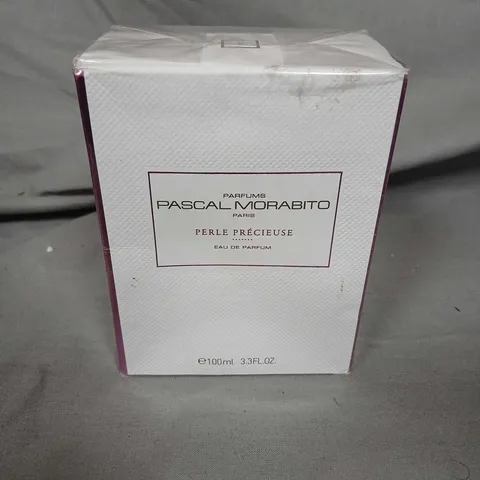 PARFUMS
PASCAL MORABITO
PARIS
PERLE PRÉCIEUSE
EAU DE PARFUM
℮100ml 3.3FL.OZ.